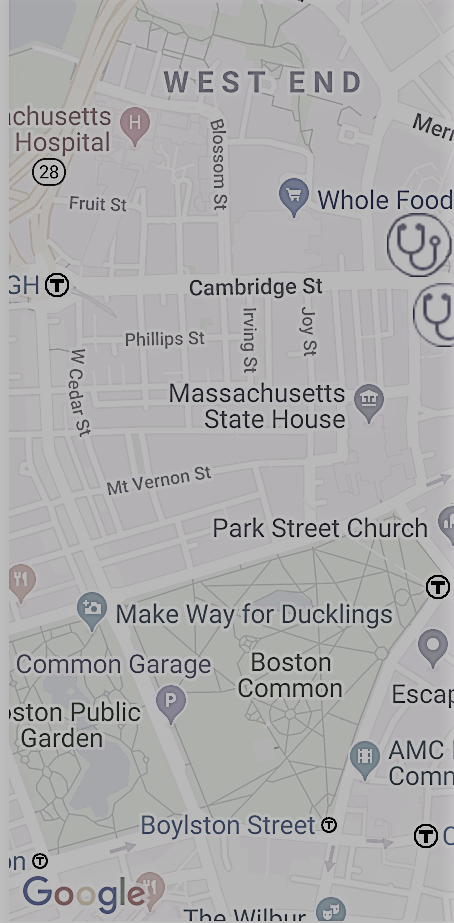 WEST END
achusetts
Hospital
H
28
Blossom St
Merr
Fruit St
Whole Food
GH T
Cambridge St
Phillips St
Irving St
Joy St
W Cedar St
Massachusetts
State House
Mt Vernon St
Park Street Church
T
Make Way for Ducklings
Common Garage
P
Boston
Common
oston Public
Garden
Escap
AMC
Comm
Boylston Street T
T C
on T
Google
The Wilbur